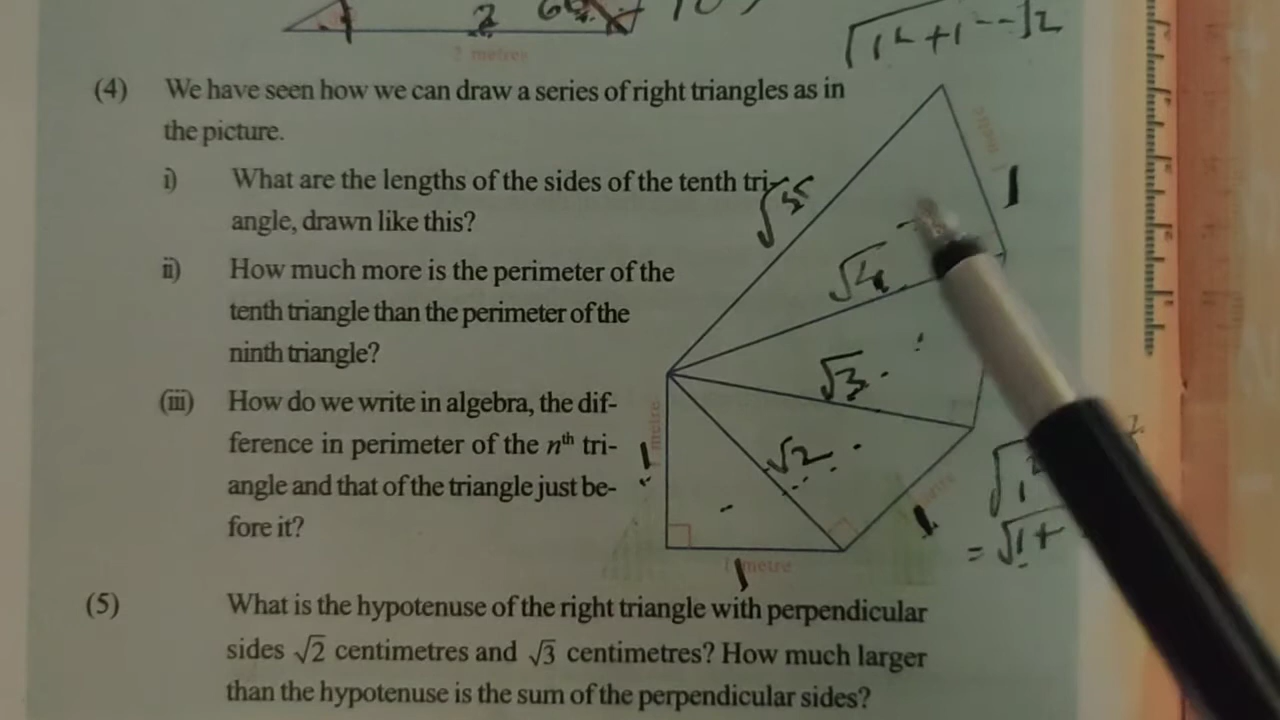 2
2 metres
(4) We have seen how we can draw a series of right triangles as in
the picture.
i) What are the lengths of the sides of the tenth tri-
angle, drawn like this?
ii) How much more is the perimeter of the
tenth triangle than the perimeter of the
ninth triangle?
(iii) How do we write in algebra, the dif-
ference in perimeter of the nth tri-
angle and that of the triangle just be-
fore it?
1
√4
√3
√2
1
1
1 metre
1
(5) What is the hypotenuse of the right triangle with perpendicular
sides √2 centimetres and √3 centimetres? How much larger
than the hypotenuse is the sum of the perpendicular sides?